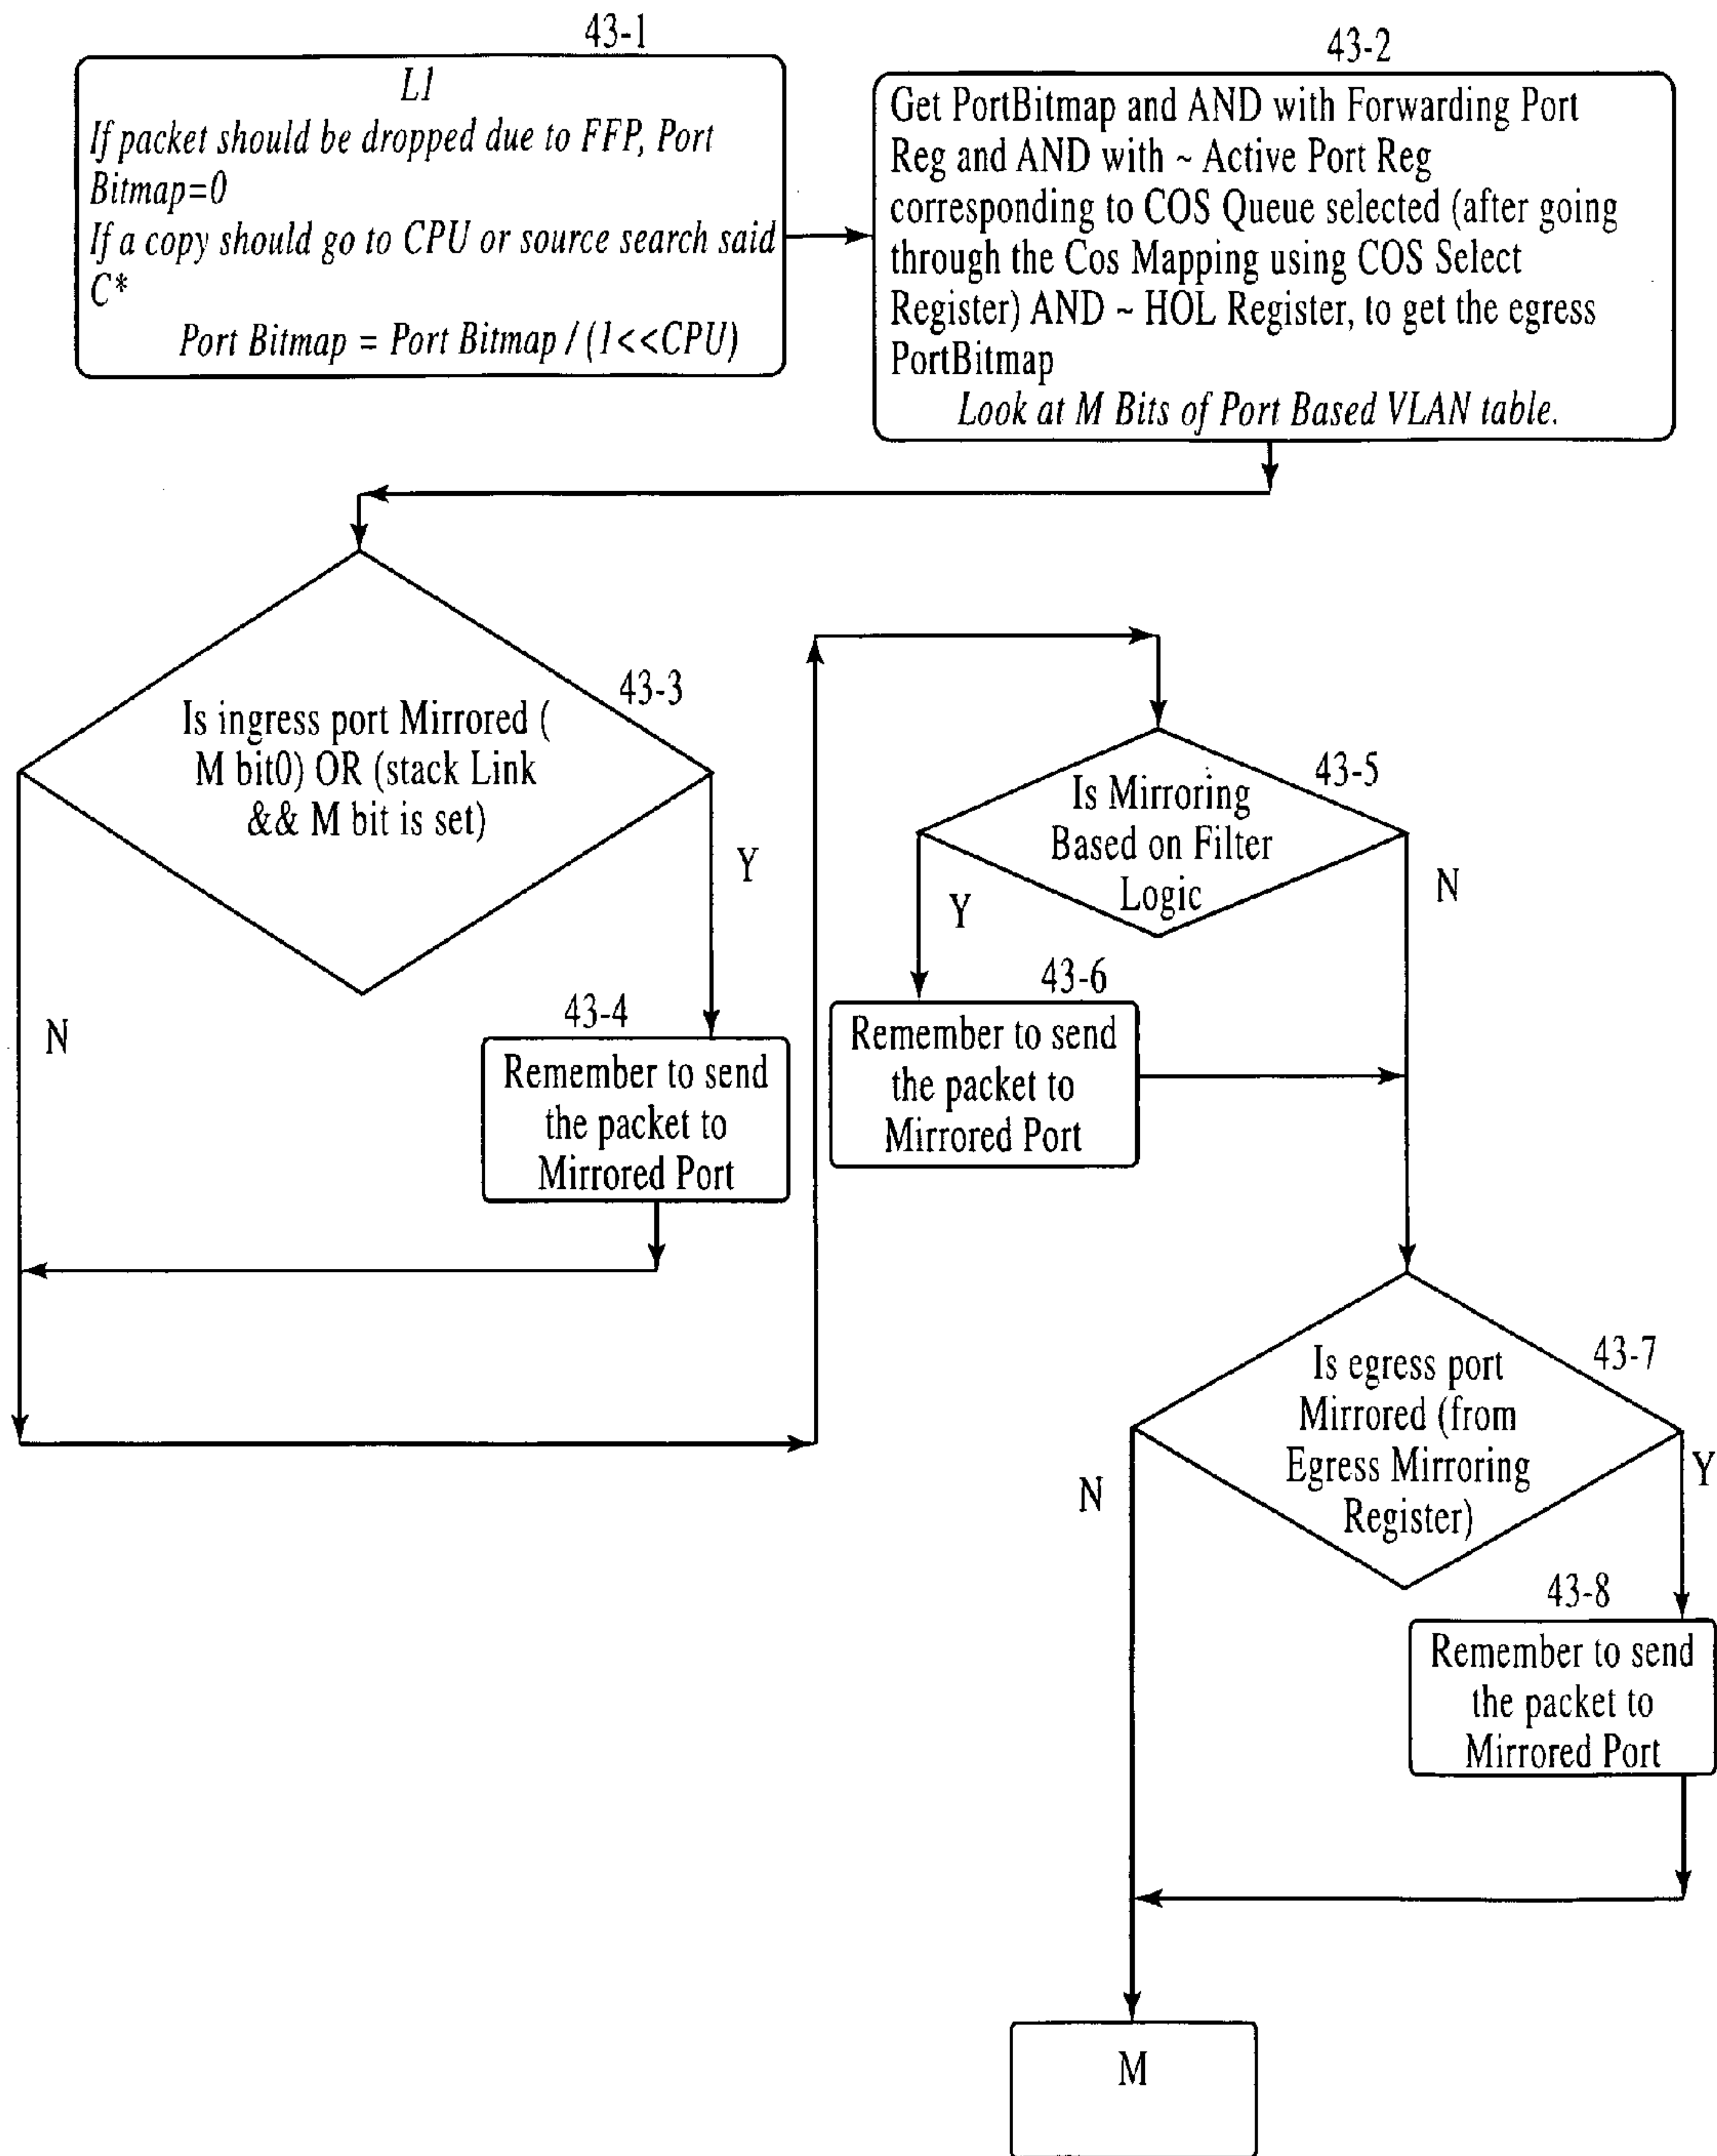 43-1
L1
If packet should be dropped due to FFP, Port
Bitmap=0
If a copy should go to CPU or source search said
C*
Port Bitmap = Port Bitmap / (1<<CPU)
43-2
Get PortBitmap and AND with Forwarding Port
Reg and AND with ~ Active Port Reg
corresponding to COS Queue selected (after going
through the Cos Mapping using COS Select
Register) AND ~ HOL Register, to get the egress
PortBitmap
Look at M Bits of Port Based VLAN table.
43-3
Is ingress port Mirrored (
M bit0) OR (stack Link
&& M bit is set)
Y
N
43-4
Remember to send
the packet to
Mirrored Port
43-5
Is Mirroring
Based on Filter
Logic
Y
N
43-6
Remember to send
the packet to
Mirrored Port
43-7
Is egress port
Mirrored (from
Egress Mirroring
Register)
N
Y
43-8
Remember to send
the packet to
Mirrored Port
M